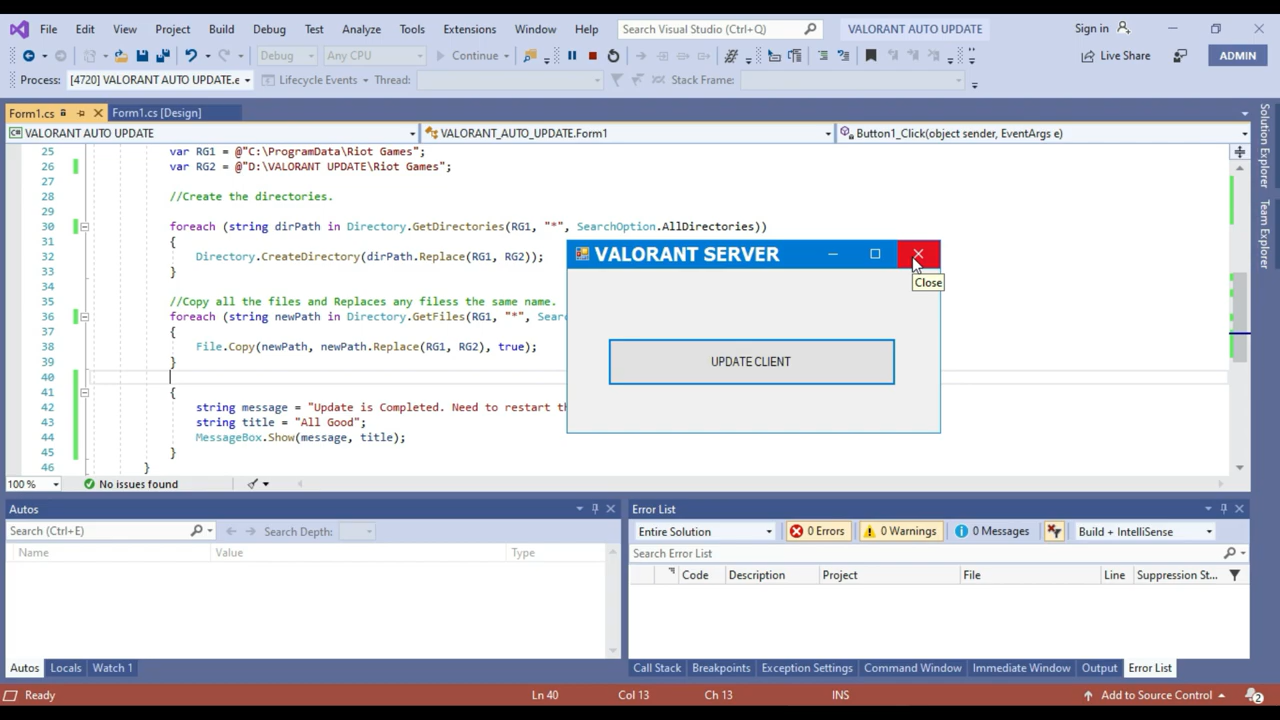 File Edit View Project Build Debug Test Analyze Tools Extensions Window Help Search Visual Studio (Ctrl+Q) VALORANT AUTO UPDATE Sign in
Debug Any CPU Continue Live Share ADMIN
Process: [4720] VALORANT AUTO UPDATE.e Lifecycle Events Thread: Stack Frame:
Form1.cs Form1.cs [Design]
VALORANT AUTO UPDATE VALORANT_AUTO_UPDATE.Form1 Button1_Click(object sender, EventArgs e)
25 var RG1 = @"C:\ProgramData\Riot Games";
26 var RG2 = @"D:\VALORANT UPDATE\Riot Games";
27
28 //Create the directories.
29
30 foreach (string dirPath in Directory.GetDirectories(RG1, "*", SearchOption.AllDirectories))
31 {
32 Directory.CreateDirectory(dirPath.Replace(RG1, RG2));
33 }
34
35 //Copy all the files and Replaces any filess the same name.
36 foreach (string newPath in Directory.GetFiles(RG1, "*", Searc
37 {
38 File.Copy(newPath, newPath.Replace(RG1, RG2), true);
39 }
40
41 {
42 string message = "Update is Completed. Need to restart th
43 string title = "All Good";
44 MessageBox.Show(message, title);
45 }
46 }
VALORANT SERVER
Close
UPDATE CLIENT
100 % No issues found
Autos
Search (Ctrl+E) Search Depth:
Name Value Type
Error List
Entire Solution 0 Errors 0 Warnings 0 Messages Build + IntelliSense
Search Error List
Code Description Project File Line Suppression St...
Autos Locals Watch 1
Call Stack Breakpoints Exception Settings Command Window Immediate Window Output Error List
Solution Explorer
Team Explorer
Ready Ln 40 Col 13 Ch 13 INS Add to Source Control 2